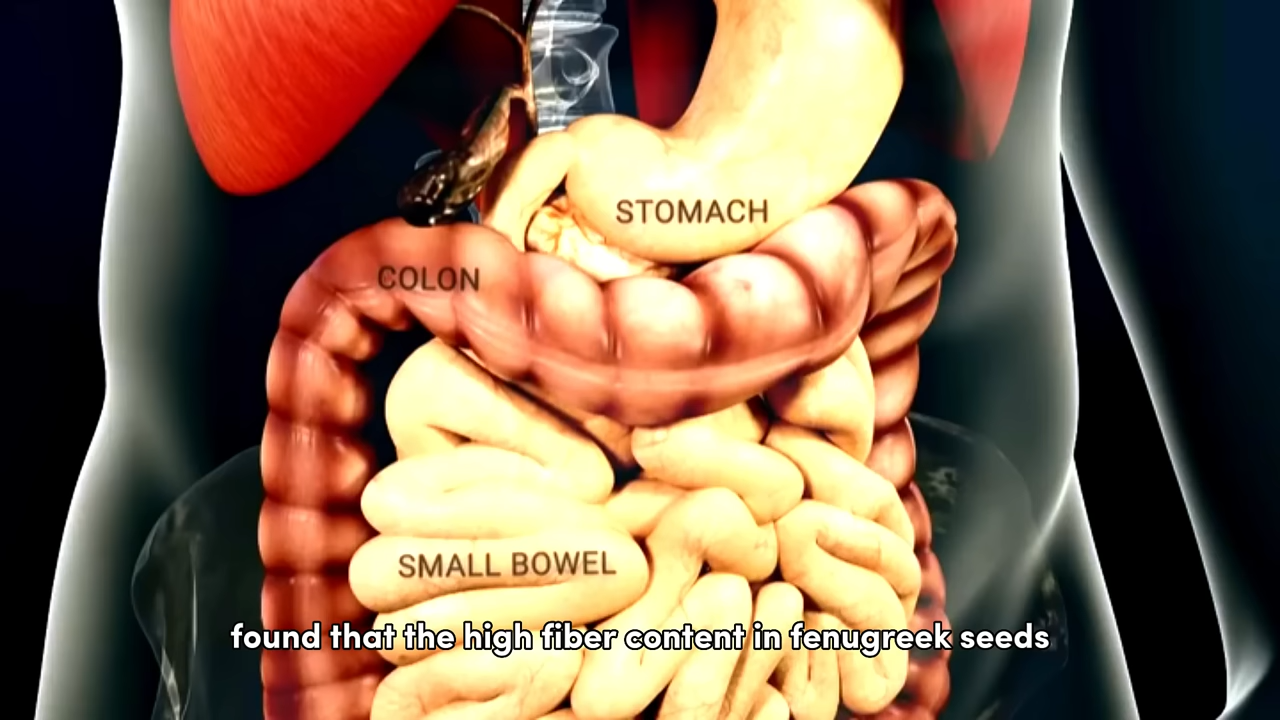 STOMACH
COLON
SMALL BOWEL
found that the high fiber content in fenugreek seeds